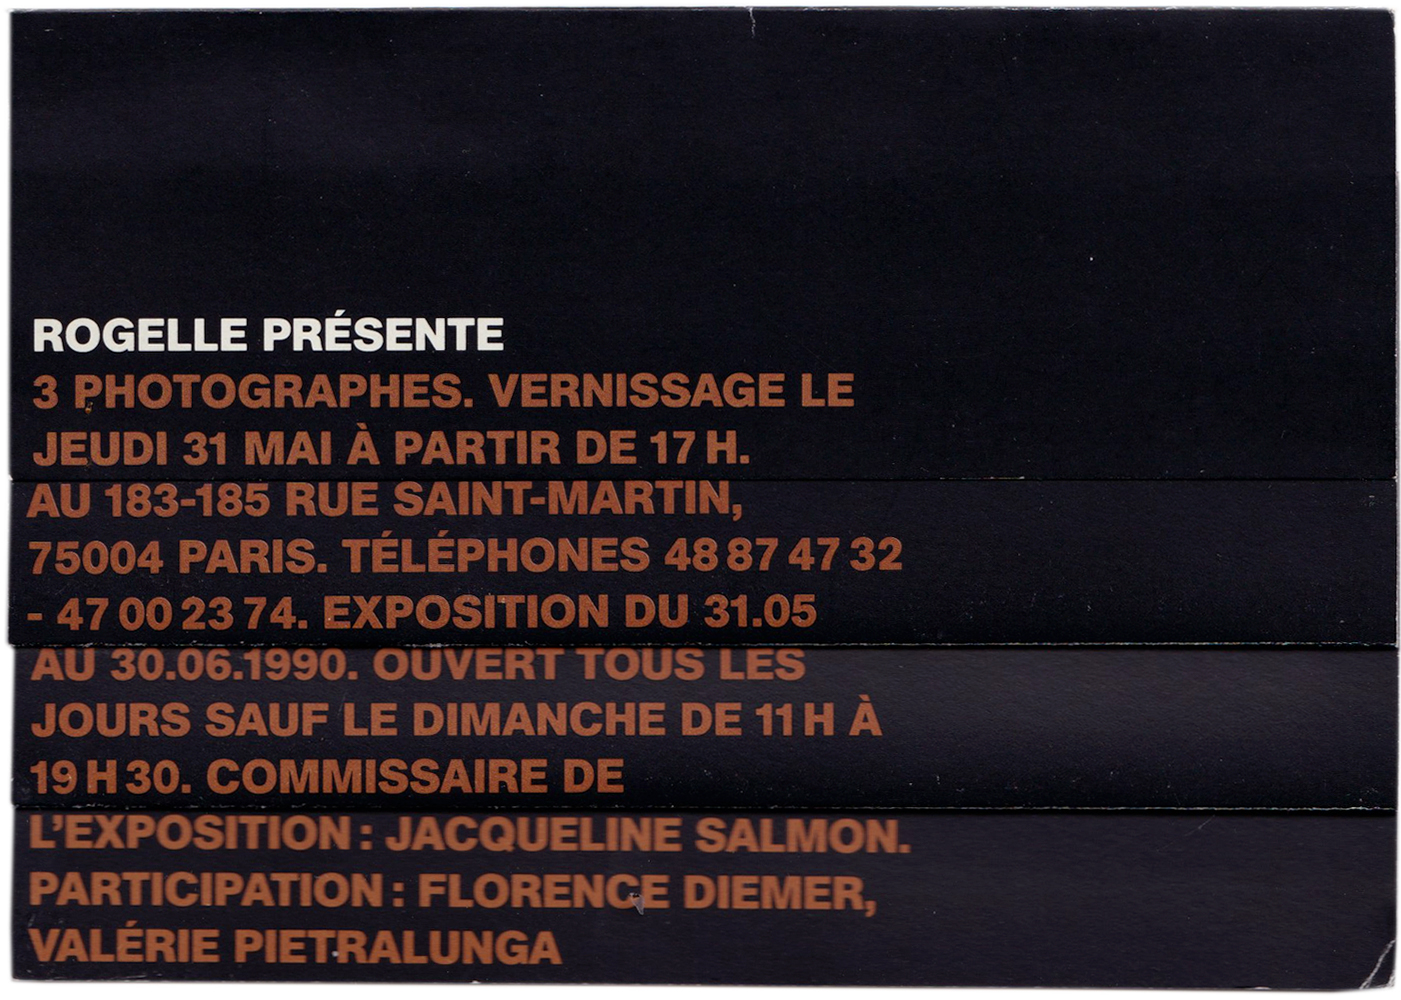 ROGELLE PRÉSENTE
3 PHOTOGRAPHES. VERNISSAGE LE
JEUDI 31 MAI À PARTIR DE 17 H.
AU 183-185 RUE SAINT-MARTIN,
75004 PARIS. TÉLÉPHONES 48 87 47 32
- 47 00 23 74. EXPOSITION DU 31.05
AU 30.06.1990. OUVERT TOUS LES
JOURS SAUF LE DIMANCHE DE 11 H À
19 H 30. COMMISSAIRE DE
L'EXPOSITION : JACQUELINE SALMON.
PARTICIPATION : FLORENCE DIEMER,
VALÉRIE PIETRALUNGA